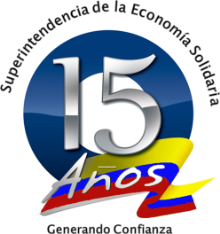 Superintendencia de la Economía Solidaria
15
Años
Generando Confianza